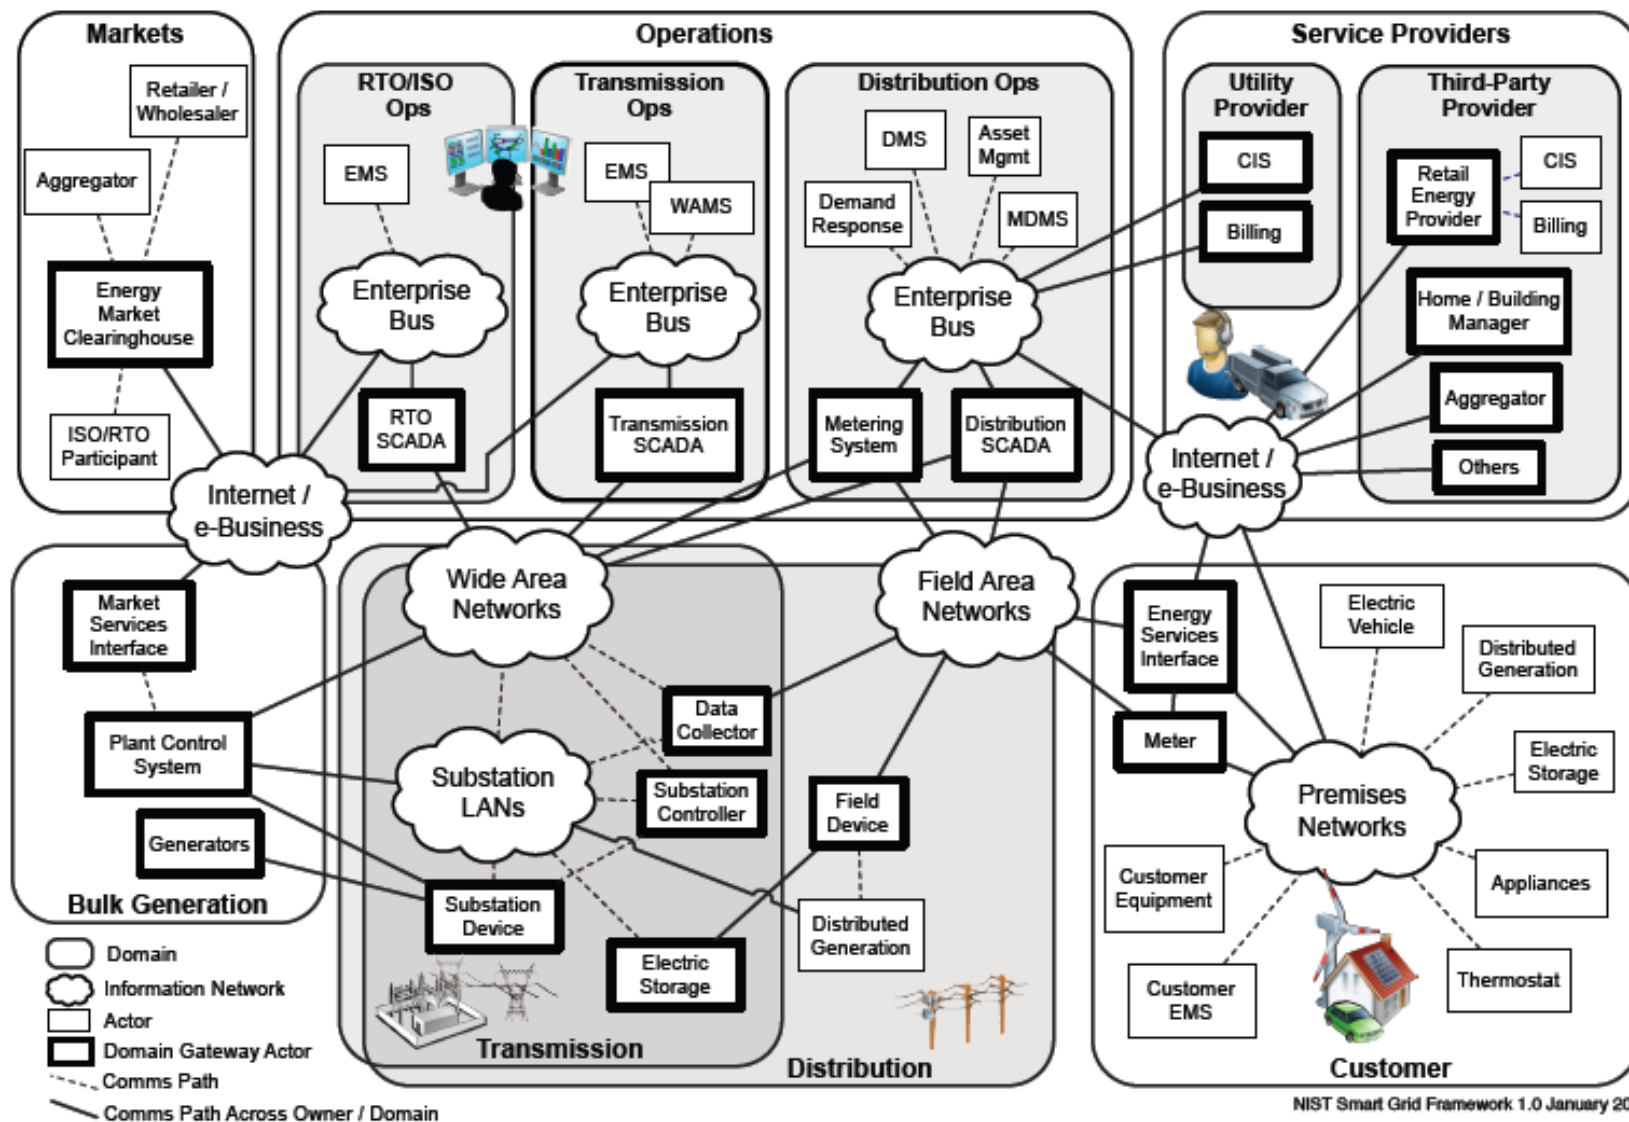 Markets
Retailer /
Wholesaler
Aggregator
Energy
Market
Clearinghouse
ISO/RTO
Participant
Internet /
e-Business
Operations
RTO/ISO
Ops
EMS
Enterprise
Bus
RTO
SCADA
Transmission
Ops
EMS
WAMS
Enterprise
Bus
Transmission
SCADA
Distribution Ops
DMS
Asset
Mgmt
Demand
Response
MDMS
Enterprise
Bus
Metering
System
Distribution
SCADA
Service Providers
Utility
Provider
CIS
Billing
Third-Party
Provider
Retail
Energy
Provider
CIS
Billing
Home / Building
Manager
Aggregator
Others
Internet /
e-Business
Market
Services
Interface
Plant Control
System
Generators
Bulk Generation
Wide Area
Networks
Substation
LANs
Data
Collector
Substation
Controller
Substation
Device
Electric
Storage
Transmission
Field Area
Networks
Field
Device
Distributed
Generation
Distribution
Energy
Services
Interface
Meter
Electric
Vehicle
Distributed
Generation
Electric
Storage
Premises
Networks
Customer
Equipment
Appliances
Customer
EMS
Thermostat
Customer
Domain
Information Network
Actor
Domain Gateway Actor
Comms Path
Comms Path Across Owner / Domain
NIST Smart Grid Framework 1.0 January 20